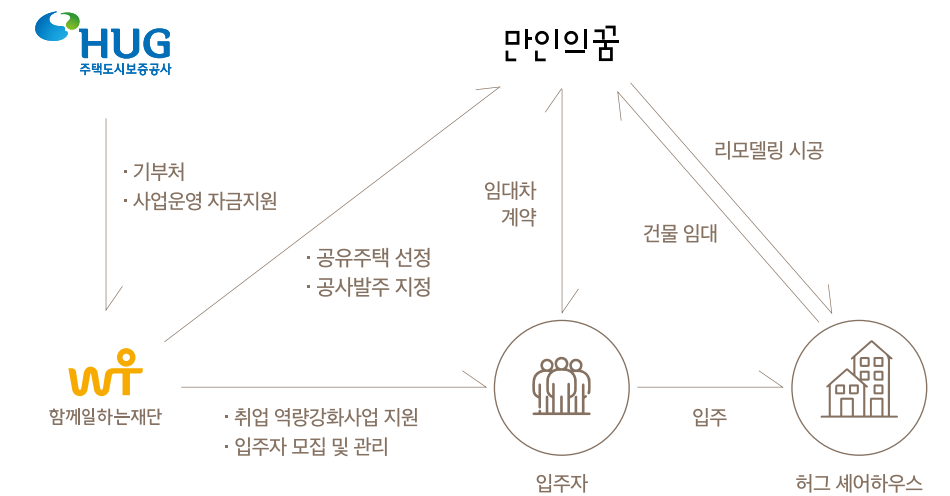 HUG
주택도시보증공사
만인의꿈
· 기부처
· 사업운영 자금지원
임대차
계약
리모델링 시공
건물 임대
· 공유주택 선정
· 공사발주 지정
함께일하는재단
· 취업 역량강화사업 지원
· 입주자 모집 및 관리
입주
입주자
허그 셰어하우스